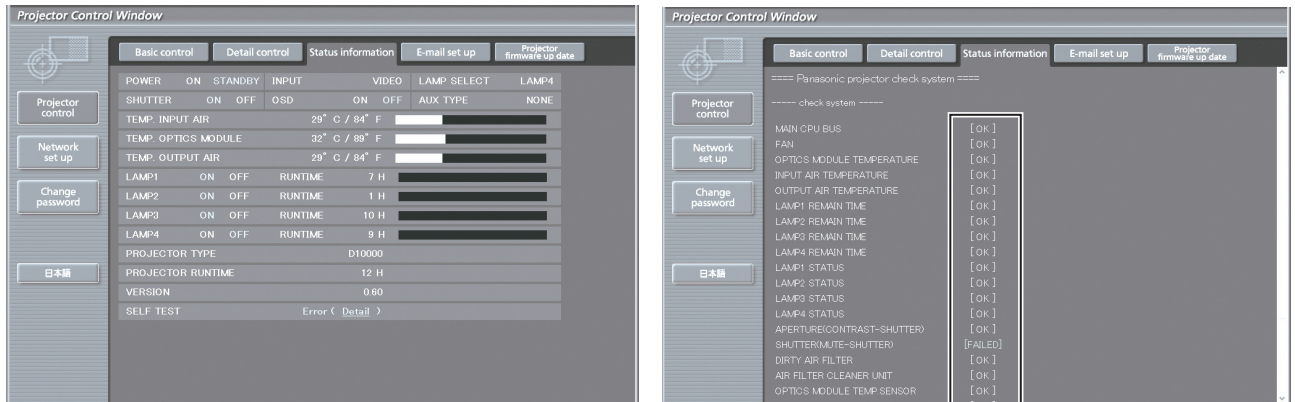 Projector Control Window
Basic control Detail control Status information E-mail set up Projector firmware up date
Projector control
Network set up
Change password
日本語
POWER ON STANDBY INPUT VIDEO LAMP SELECT LAMP4
SHUTTER ON OFF OSD ON OFF AUX TYPE NONE
TEMP. INPUT AIR 29° C / 84° F
TEMP. OPTICS MODULE 32° C / 89° F
TEMP. OUTPUT AIR 29° C / 84° F
LAMP1 ON OFF RUNTIME 7 H
LAMP2 ON OFF RUNTIME 1 H
LAMP3 ON OFF RUNTIME 10 H
LAMP4 ON OFF RUNTIME 9 H
PROJECTOR TYPE D10000
PROJECTOR RUNTIME 12 H
VERSION 0.60
SELF TEST Error ( Detail )
Projector Control Window
Basic control Detail control Status information E-mail set up Projector firmware up date
Projector control
Network set up
Change password
日本語
==== Panasonic projector check system ====
----- check system -----
MAIN CPU BUS [ OK ]
FAN [ OK ]
OPTICS MODULE TEMPERATURE [ OK ]
INPUT AIR TEMPERATURE [ OK ]
OUTPUT AIR TEMPERATURE [ OK ]
LAMP1 REMAIN TIME [ OK ]
LAMP2 REMAIN TIME [ OK ]
LAMP3 REMAIN TIME [ OK ]
LAMP4 REMAIN TIME [ OK ]
LAMP1 STATUS [ OK ]
LAMP2 STATUS [ OK ]
LAMP3 STATUS [ OK ]
LAMP4 STATUS [ OK ]
APERTURE(CONTRAST-SHUTTER) [ OK ]
SHUTTER(MUTE-SHUTTER) [FAILED]
DIRTY AIR FILTER [ OK ]
AIR FILTER CLEANER UNIT [ OK ]
OPTICS MODULE TEMP.SENSOR [ OK ]